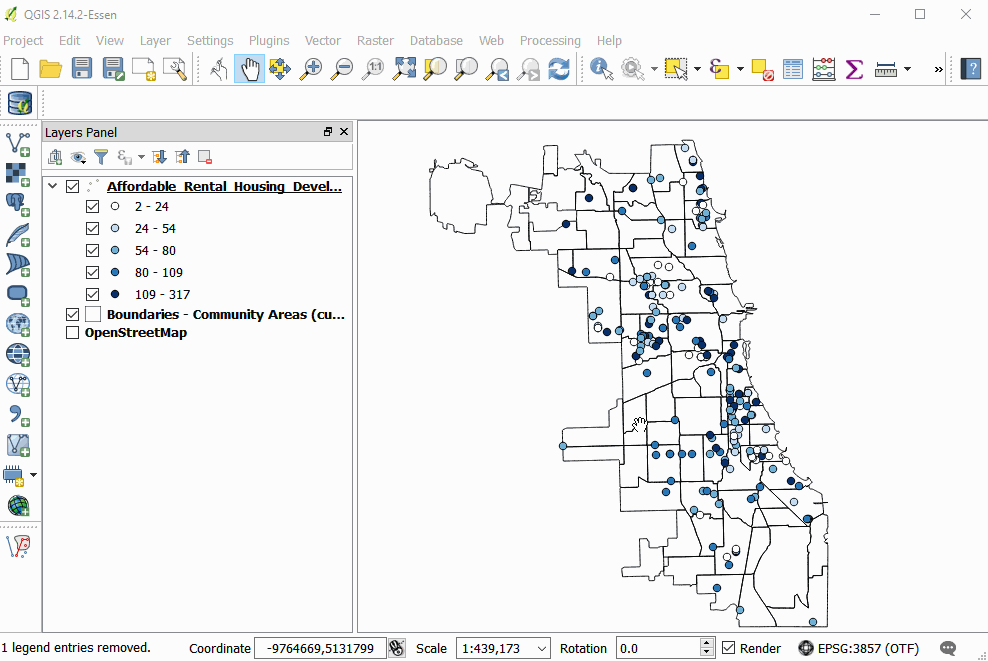 QGIS 2.14.2-Essen
Project Edit View Layer Settings Plugins Vector Raster Database Web Processing Help
1:1
»
?
Layers Panel
Affordable_Rental_Housing_Devel...
2 - 24
24 - 54
54 - 80
80 - 109
109 - 317
Boundaries - Community Areas (cu...
OpenStreetMap
1 legend entries removed. Coordinate -9764669,5131799 Scale 1:439,173 Rotation 0.0 Render EPSG:3857 (OTF)